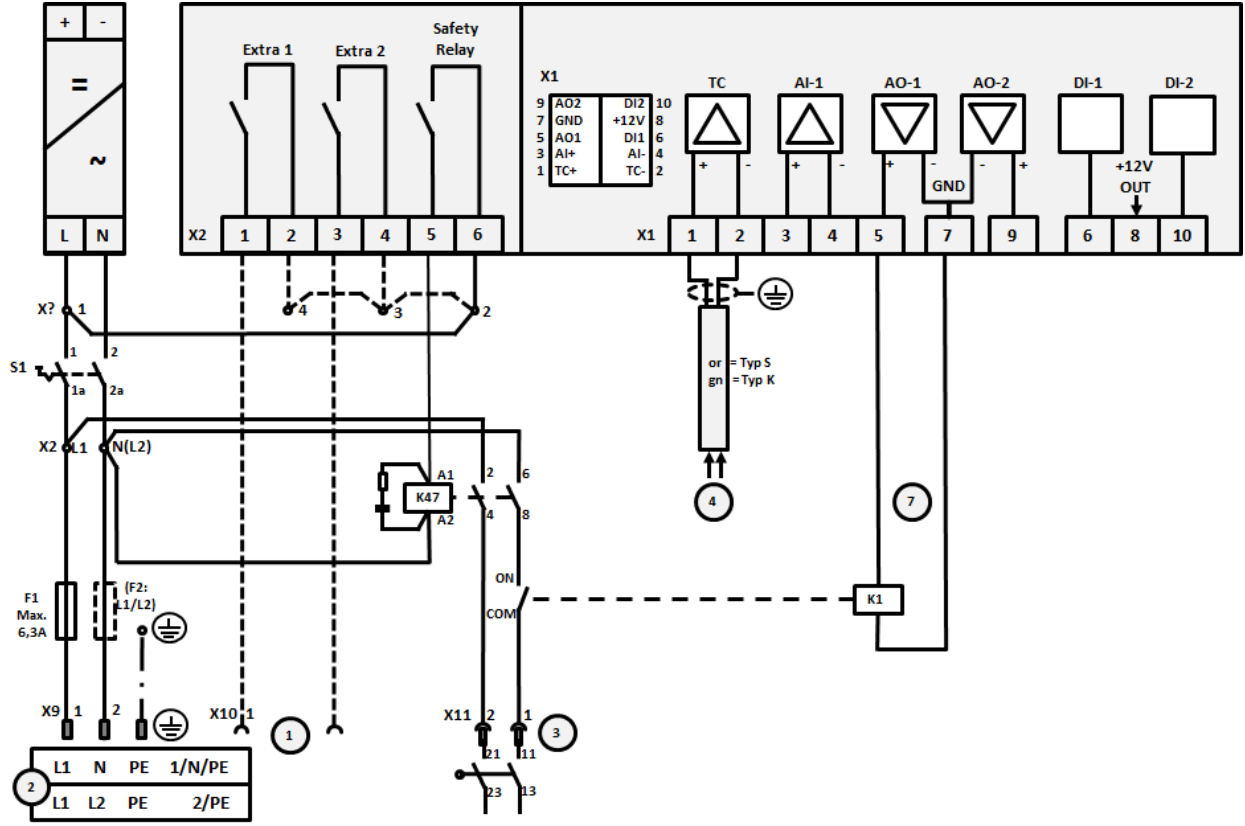 + -
Extra 1
Extra 2
Safety
Relay
=
~
L N
X2 1 2 3 4 5 6
X1
9 AO2 DI2 10
7 GND +12V 8
5 AO1 DI1 6
3 AI+ AI- 4
1 TC+ TC- 2
TC AI-1 AO-1 AO-2 DI-1 DI-2
+ - + - + - - +
GND
+12V
OUT
X1 1 2 3 4 5 7 9 6 8 10
X? 1
4 3 2
1 2
S1
1a 2a
or = Typ S
gn = Typ K
X2 L1 N(L2)
A1 2 6
K47
A2 4 8
4
7
ON
COM
K1
F1
Max.
6,3A
(F2:
L1/L2)
X9 1 2
X10 1
1
X11 2 1
3
21 11
23 13
2
L1 N PE 1/N/PE
L1 L2 PE 2/PE